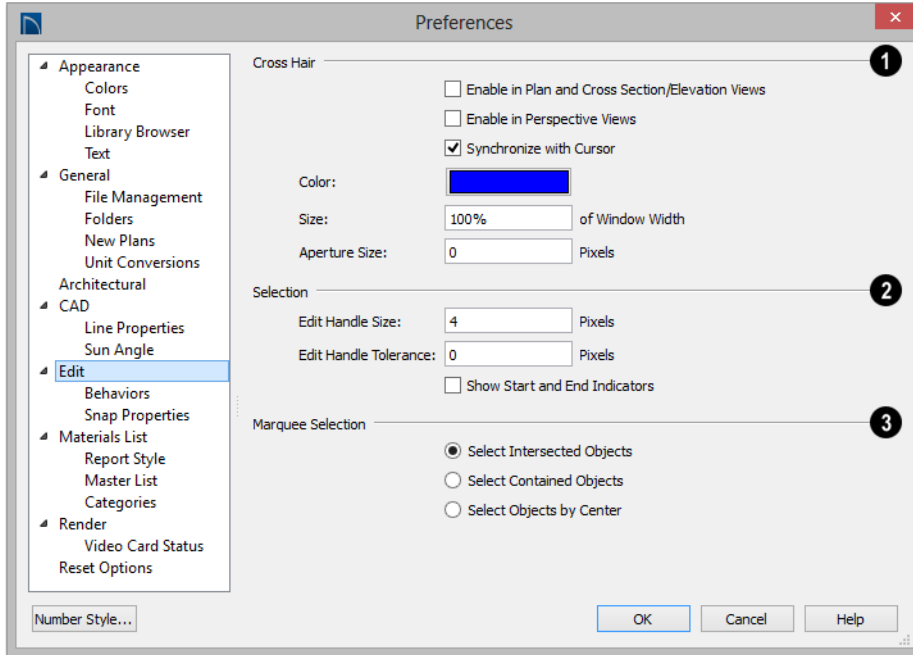 Preferences
Appearance
Colors
Font
Library Browser
Text
General
File Management
Folders
New Plans
Unit Conversions
Architectural
CAD
Line Properties
Sun Angle
Edit
Behaviors
Snap Properties
Materials List
Report Style
Master List
Categories
Render
Video Card Status
Reset Options
Cross Hair 1
Enable in Plan and Cross Section/Elevation Views
Enable in Perspective Views
Synchronize with Cursor
Color:
Size: 100% of Window Width
Aperture Size: 0 Pixels
Selection 2
Edit Handle Size: 4 Pixels
Edit Handle Tolerance: 0 Pixels
Show Start and End Indicators
Marquee Selection 3
Select Intersected Objects
Select Contained Objects
Select Objects by Center
Number Style... OK Cancel Help